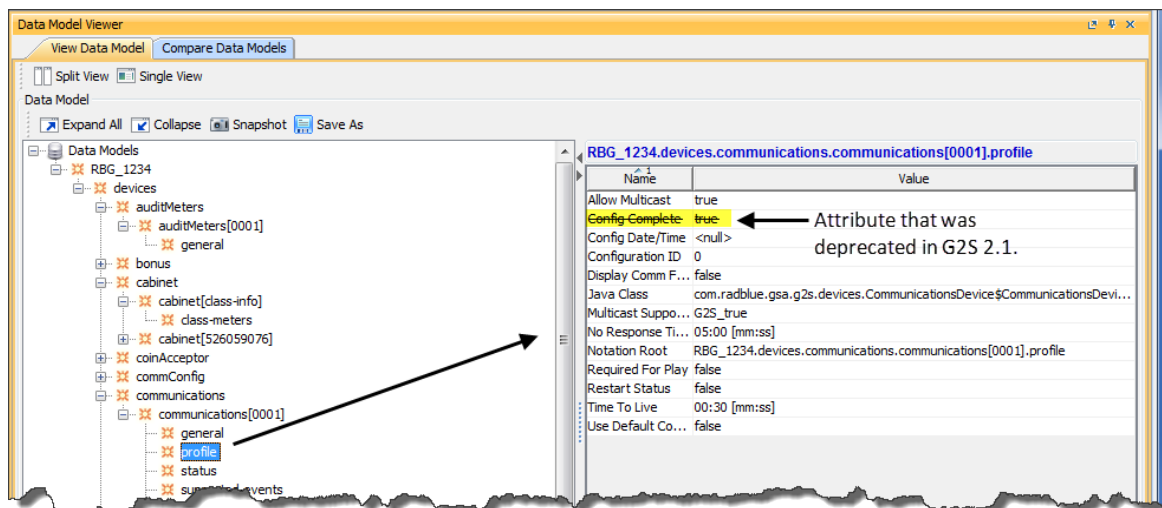 Data Model Viewer
View Data Model Compare Data Models
Split View Single View
Data Model
Expand All Collapse Snapshot Save As
Data Models
RBG_1234
devices
auditMeters
auditMeters[0001]
general
bonus
cabinet
cabinet[class-info]
class-meters
cabinet[526059076]
coinAcceptor
commConfig
communications
communications[0001]
general
profile
status
RBG_1234.devices.communications.communications[0001].profile
Name 1 Value
Allow Multicast true
Config Complete true
Config Date/Time <null>
Configuration ID 0
Display Comm F... false
Java Class com.radblue.gsa.g2s.devices.CommunicationsDevice$CommunicationsDevi...
Multicast Suppo... G2S_true
No Response Ti... 05:00 [mm:ss]
Notation Root RBG_1234.devices.communications.communications[0001].profile
Required For Play false
Restart Status false
Time To Live 00:30 [mm:ss]
Use Default Co... false
Attribute that was
deprecated in G2S 2.1.